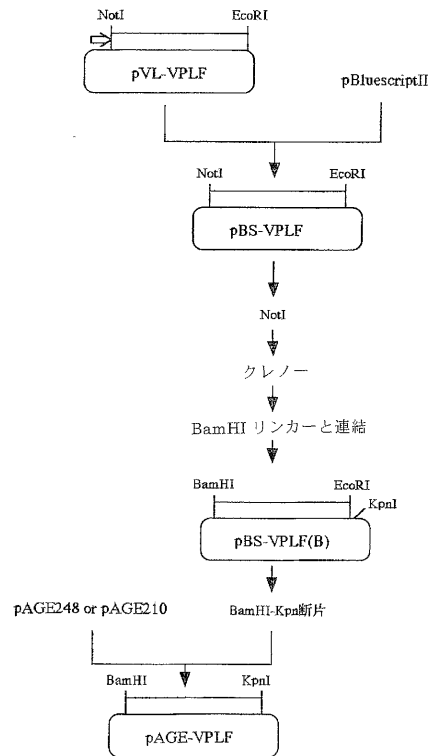 NotI EcoRI
pVL-VPLF
pBluescriptII
NotI EcoRI
pBS-VPLF
NotI
クレノー
BamHI リンカーと連結
BamHI EcoRI
KpnI
pBS-VPLF(B)
pAGE248 or pAGE210
BamHI-Kpn断片
BamHI KpnI
pAGE-VPLF